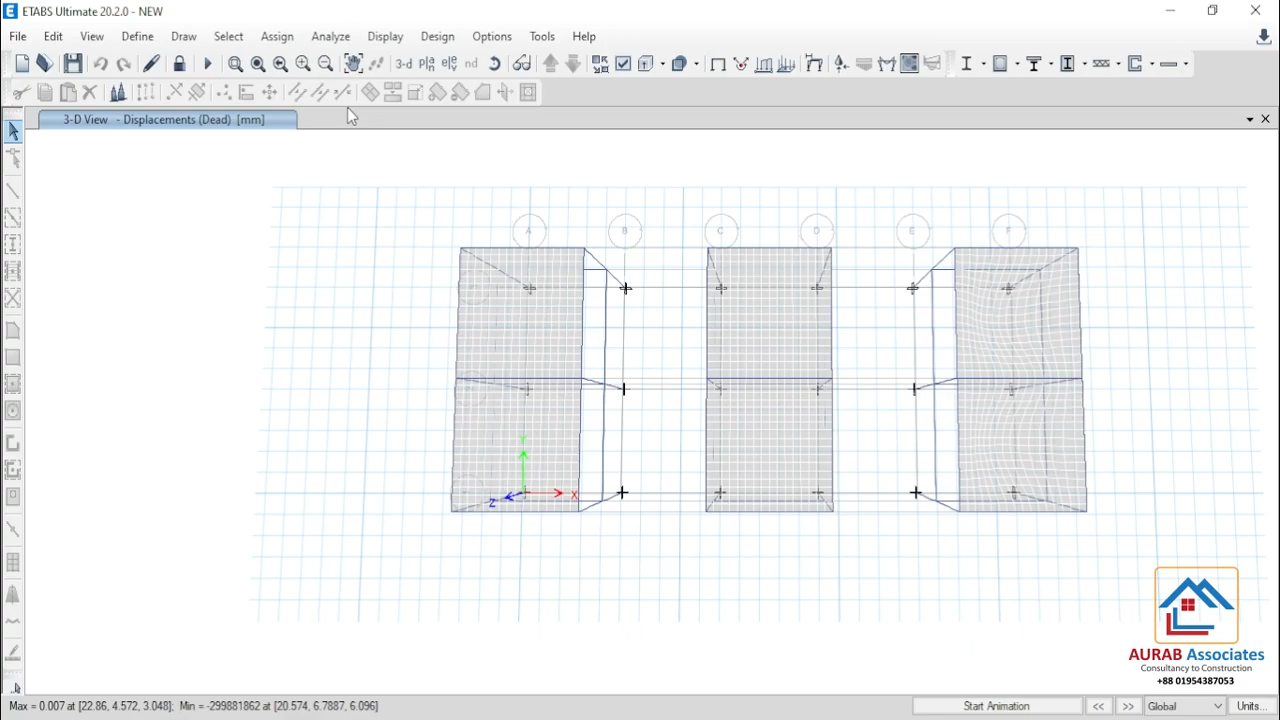 ETABS Ultimate 20.2.0 - NEW
File Edit View Define Draw Select Assign Analyze Display Design Options Tools Help
3-d
nd
3-D View - Displacements (Dead) [mm]
A B C D E F
Y
X
Z
AURAB Associates
Consultancy to Construction
+88 01954387053
Max = 0.007 at [22.86, 4.572, 3.048]; Min = -299881862 at [20.574, 6.7887, 6.096]
Start Animation << >> Global Units...